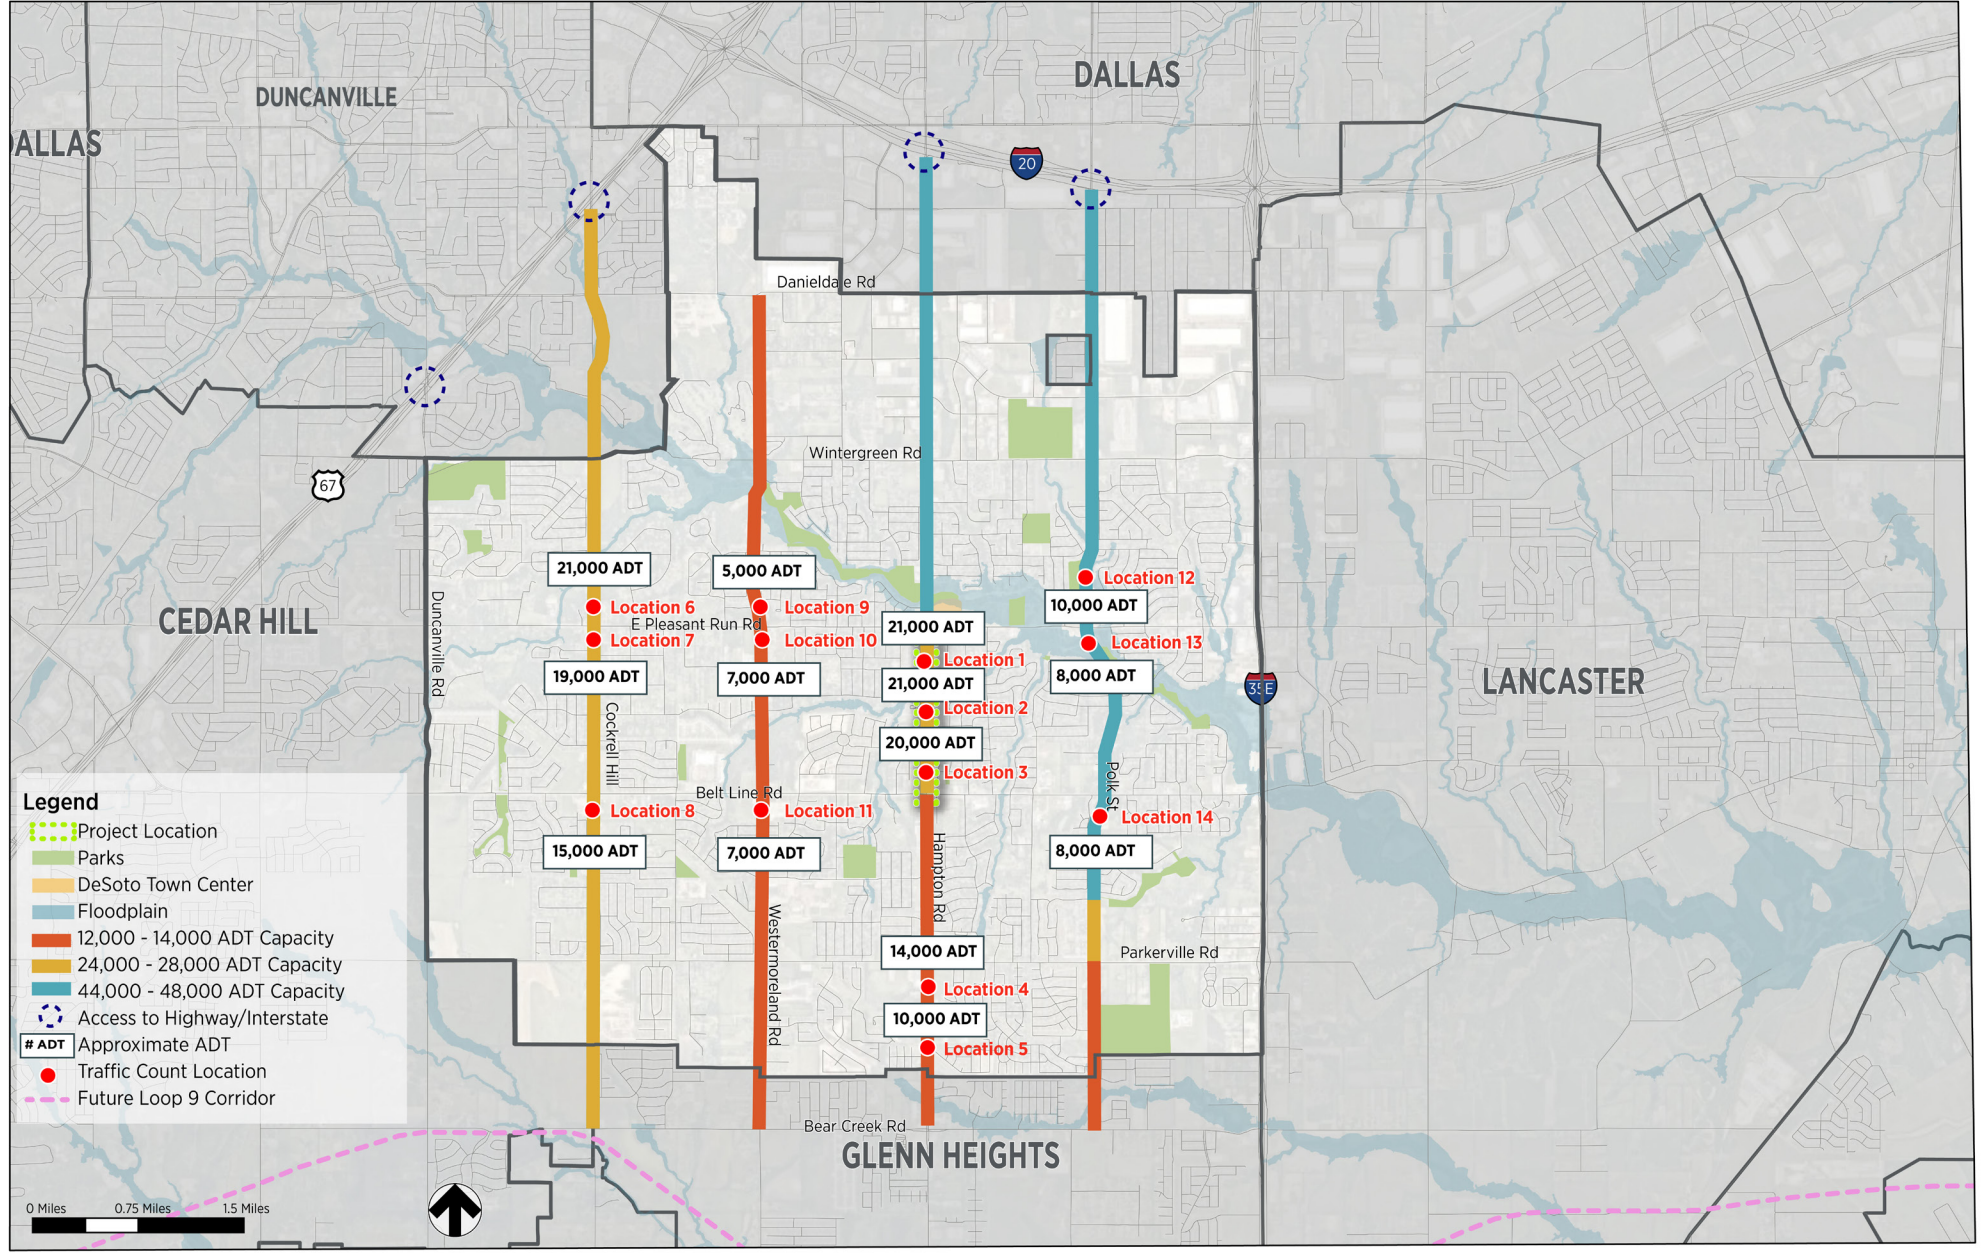 DUNCANVILLE
DALLAS
DALLAS
20
Danieldale Rd
Wintergreen Rd
67
21,000 ADT
5,000 ADT
Location 12
10,000 ADT
Location 6
Location 9
E Pleasant Run Rd
CEDAR HILL
Duncanville Rd
21,000 ADT
Location 7
Location 10
Location 13
Location 1
19,000 ADT
7,000 ADT
21,000 ADT
8,000 ADT
35E
LANCASTER
Location 2
Cockrell Hill
20,000 ADT
Location 3
Polk St
Belt Line Rd
Location 8
Location 11
Location 14
15,000 ADT
7,000 ADT
8,000 ADT
Hampton Rd
Westermoreland Rd
14,000 ADT
Parkerville Rd
Location 4
10,000 ADT
Location 5
Bear Creek Rd
GLENN HEIGHTS
Legend
Project Location
Parks
DeSoto Town Center
Floodplain
12,000 - 14,000 ADT Capacity
24,000 - 28,000 ADT Capacity
44,000 - 48,000 ADT Capacity
Access to Highway/Interstate
# ADT Approximate ADT
Traffic Count Location
Future Loop 9 Corridor
0 Miles 0.75 Miles 1.5 Miles